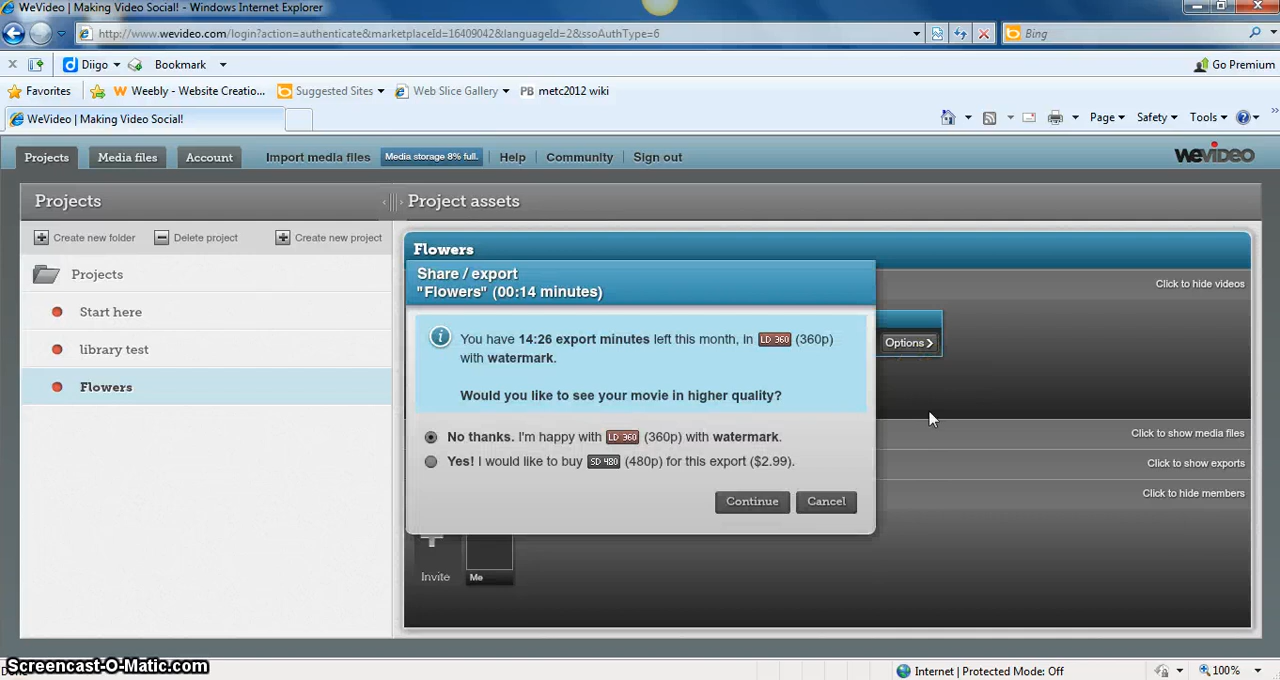 WeVideo | Making Video Social! - Windows Internet Explorer
http://www.wevideo.com/login?action=authenticate&marketplaceId=16409042&languageId=2&ssoAuthType=6
Bing
Diigo
Bookmark
Go Premium
Favorites
Weebly - Website Creatio...
Suggested Sites
Web Slice Gallery
PB metc2012 wiki
WeVideo | Making Video Social!
Page
Safety
Tools
Projects
Media files
Account
Import media files
Media storage 8% full.
Help
Community
Sign out
WEVIDEO
Projects
Project assets
Create new folder
Delete project
Create new project
Flowers
Projects
Share / export
"Flowers" (00:14 minutes)
Click to hide videos
Start here
You have 14:26 export minutes left this month, in LD 360 (360p)
with watermark.
Options
library test
Flowers
Would you like to see your movie in higher quality?
No thanks. I'm happy with LD 360 (360p) with watermark.
Click to show media files
Yes! I would like to buy SD 480 (480p) for this export ($2.99).
Click to show exports
Continue
Cancel
Click to hide members
Invite
Me
Screencast-O-Matic.com
Internet | Protected Mode: Off
100%